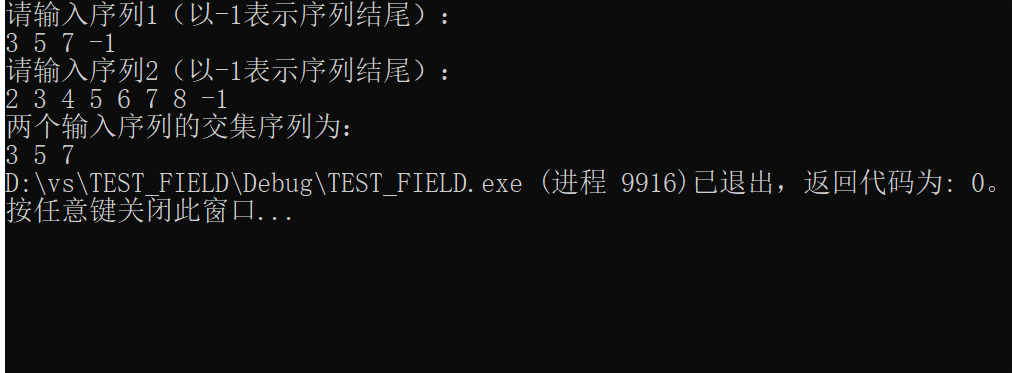 请输入序列1（以-1表示序列结尾）：
3 5 7 -1
请输入序列2（以-1表示序列结尾）：
2 3 4 5 6 7 8 -1
两个输入序列的交集序列为：
3 5 7
D:\vs\TEST_FIELD\Debug\TEST_FIELD.exe (进程 9916)已退出，返回代码为: 0。
按任意键关闭此窗口...